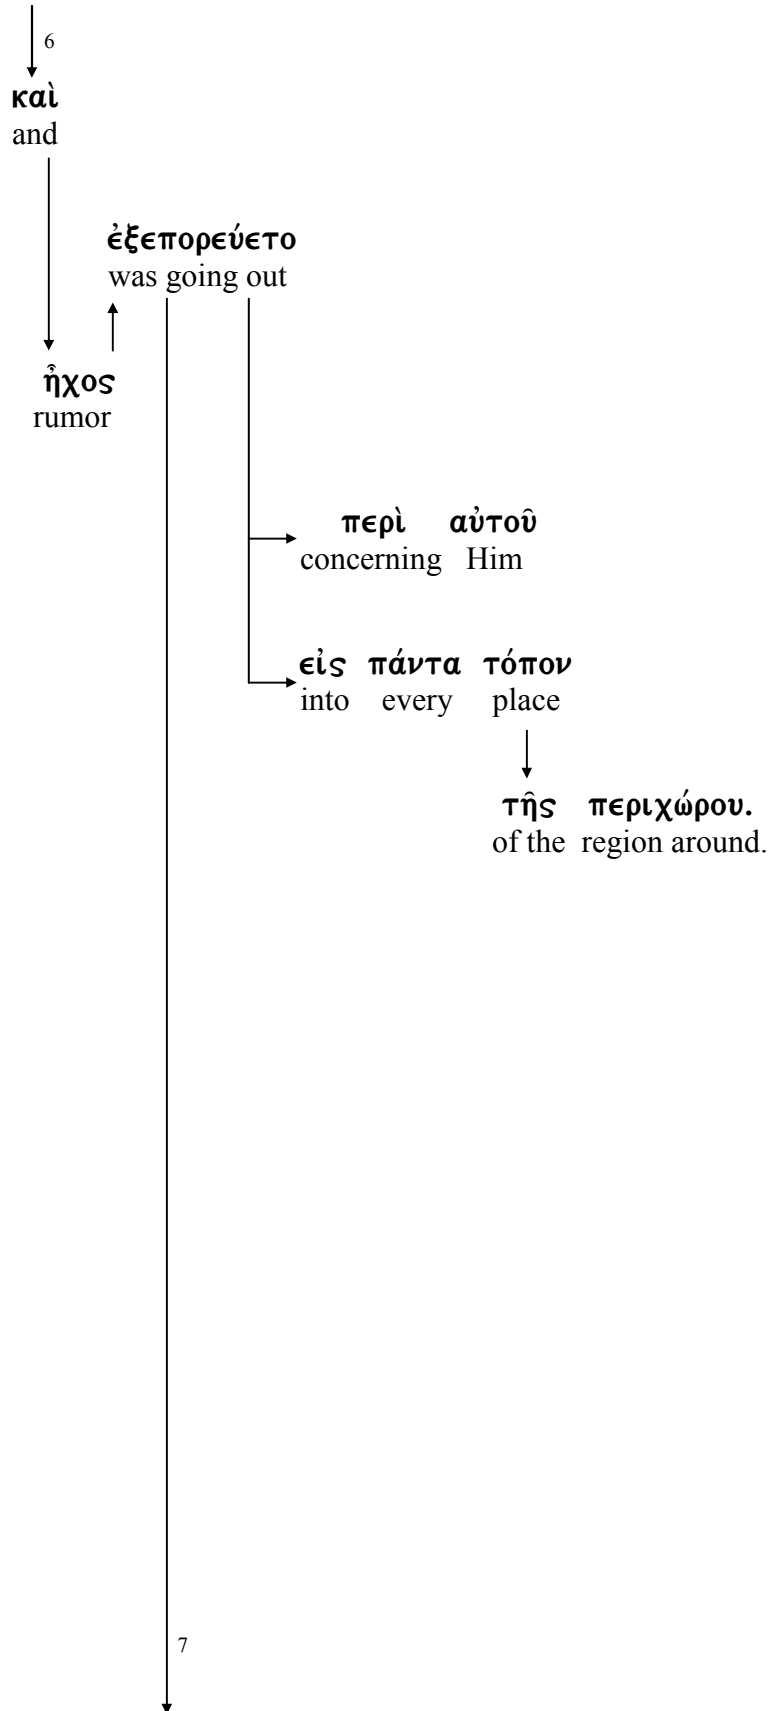 6
καὶ
and
ἐξεπορεύετο
was going out
ἦχος
rumor
περὶ αὐτοῦ
concerning Him
εἰς πάντα τόπον
into every place
τῆς περιχώρου.
of the region around.
7